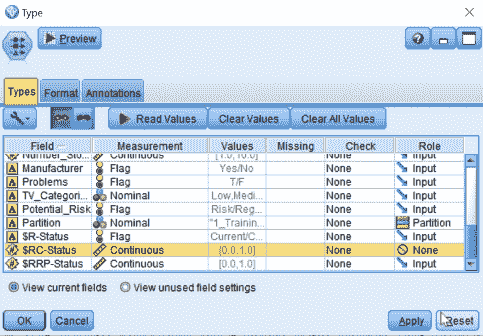 Type
Preview
Types Format Annotations
Read Values Clear Values Clear All Values
Field Measurement Values Missing Check Role
Number_Sto... Continuous [1.0,10.0] None Input
Manufacturer Flag Yes/No None Input
Problems Flag T/F None Input
TV_Categori... Nominal Low,Medi... None Input
Potential_Risk Flag Risk/Reg... None Input
Partition Nominal "1_Trainin... None Partition
$R-Status Flag Current/C... None Input
$RC-Status Continuous [0.0,1.0] None None
$RRP-Status Continuous [0.0,1.0] None Input
View current fields View unused field settings
OK Cancel Apply Reset